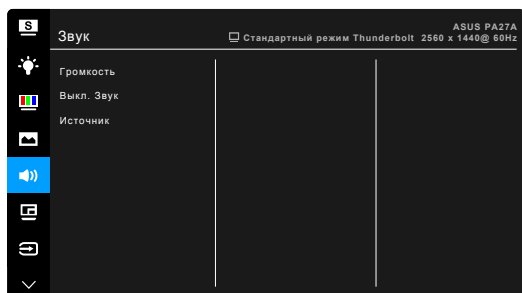 S
ASUS PA27A
Звук
Стандартный режим Thunderbolt 2560 x 1440@ 60Hz
Громкость
Выкл. Звук
Источник